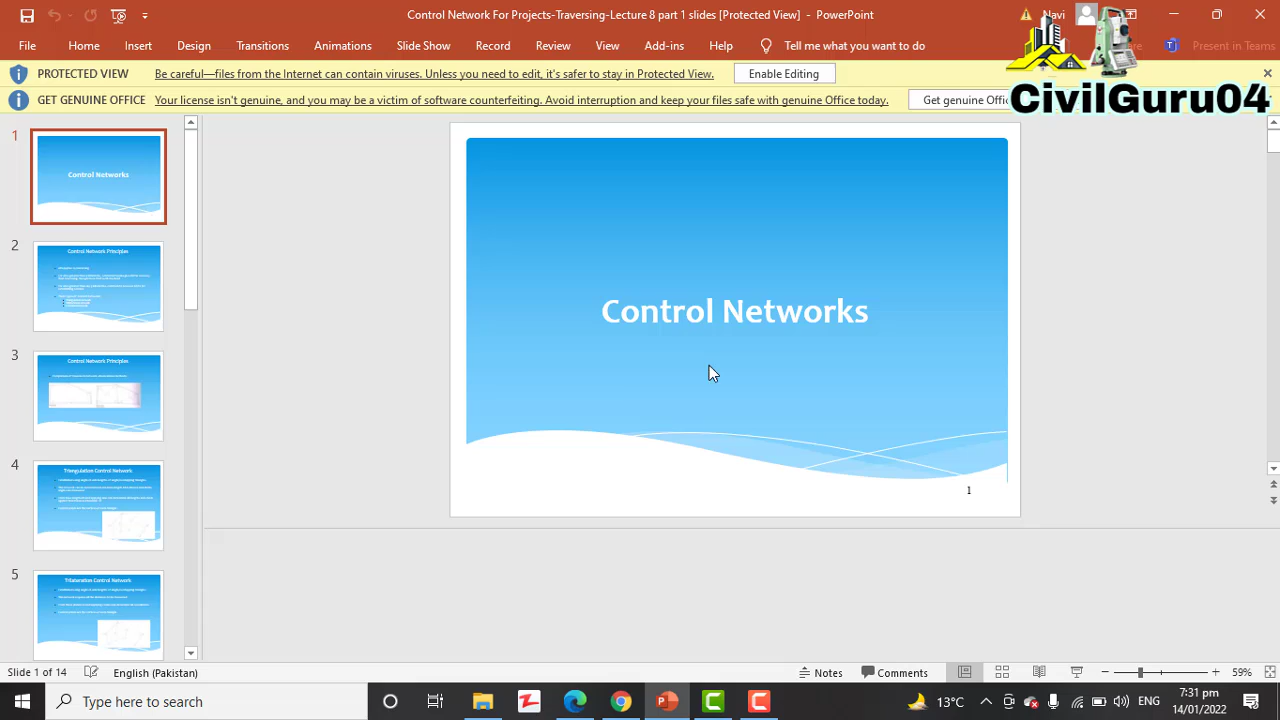 Control Network For Projects-Traversing-Lecture 8 part 1 slides [Protected View] - PowerPoint
Navi
File Home Insert Design Transitions Animations Slide Show Record Review View Add-ins Help Tell me what you want to do Present in Teams
PROTECTED VIEW Be careful—files from the Internet can contain viruses. Unless you need to edit, it's safer to stay in Protected View. Enable Editing
GET GENUINE OFFICE Your license isn't genuine, and you may be a victim of software counterfeiting. Avoid interruption and keep your files safe with genuine Office today. Get genuine Offic
CivilGuru04
1
Control Networks
2
Control Network Principles
3
Control Network Principles
4
Triangulation Control Network
5
Trilateration Control Network
Control Networks
1
Slide 1 of 14 English (Pakistan) Notes Comments 59%
Type here to search 13°C ENG 7:31 pm
14/01/2022